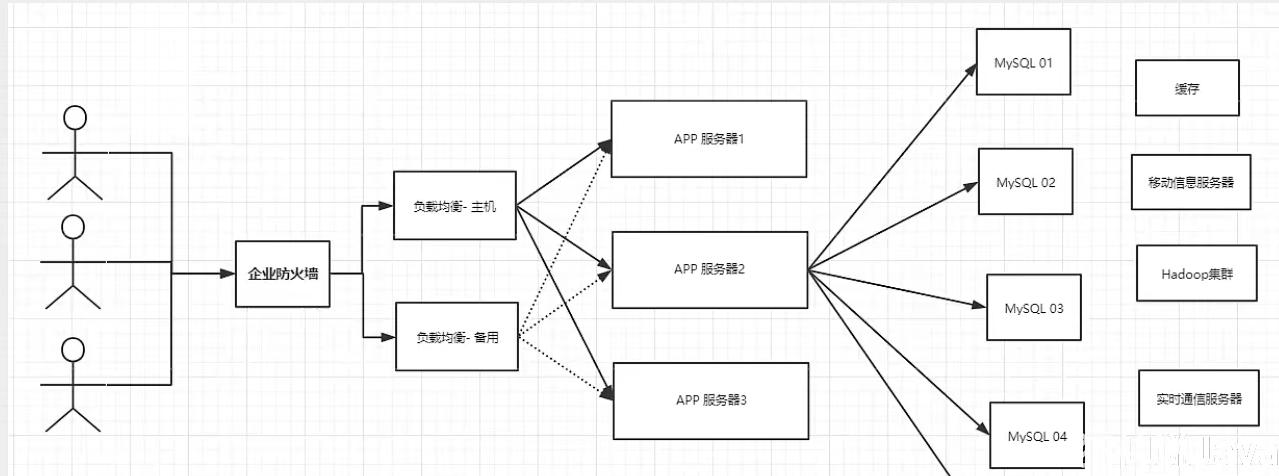 MySQL 01
缓存
APP 服务器1
MySQL 02
移动信息服务器
负载均衡- 主机
企业防火墙
APP 服务器2
Hadoop集群
MySQL 03
负载均衡- 备用
APP 服务器3
实时通信服务器
MySQL 04